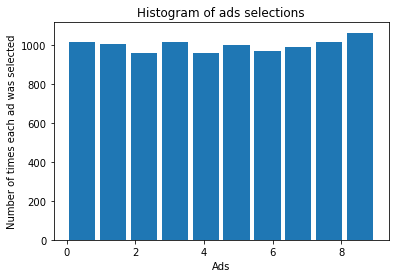 Histogram of ads selections
Number of times each ad was selected
1000
800
600
400
200
0
0 2 4 6 8
Ads